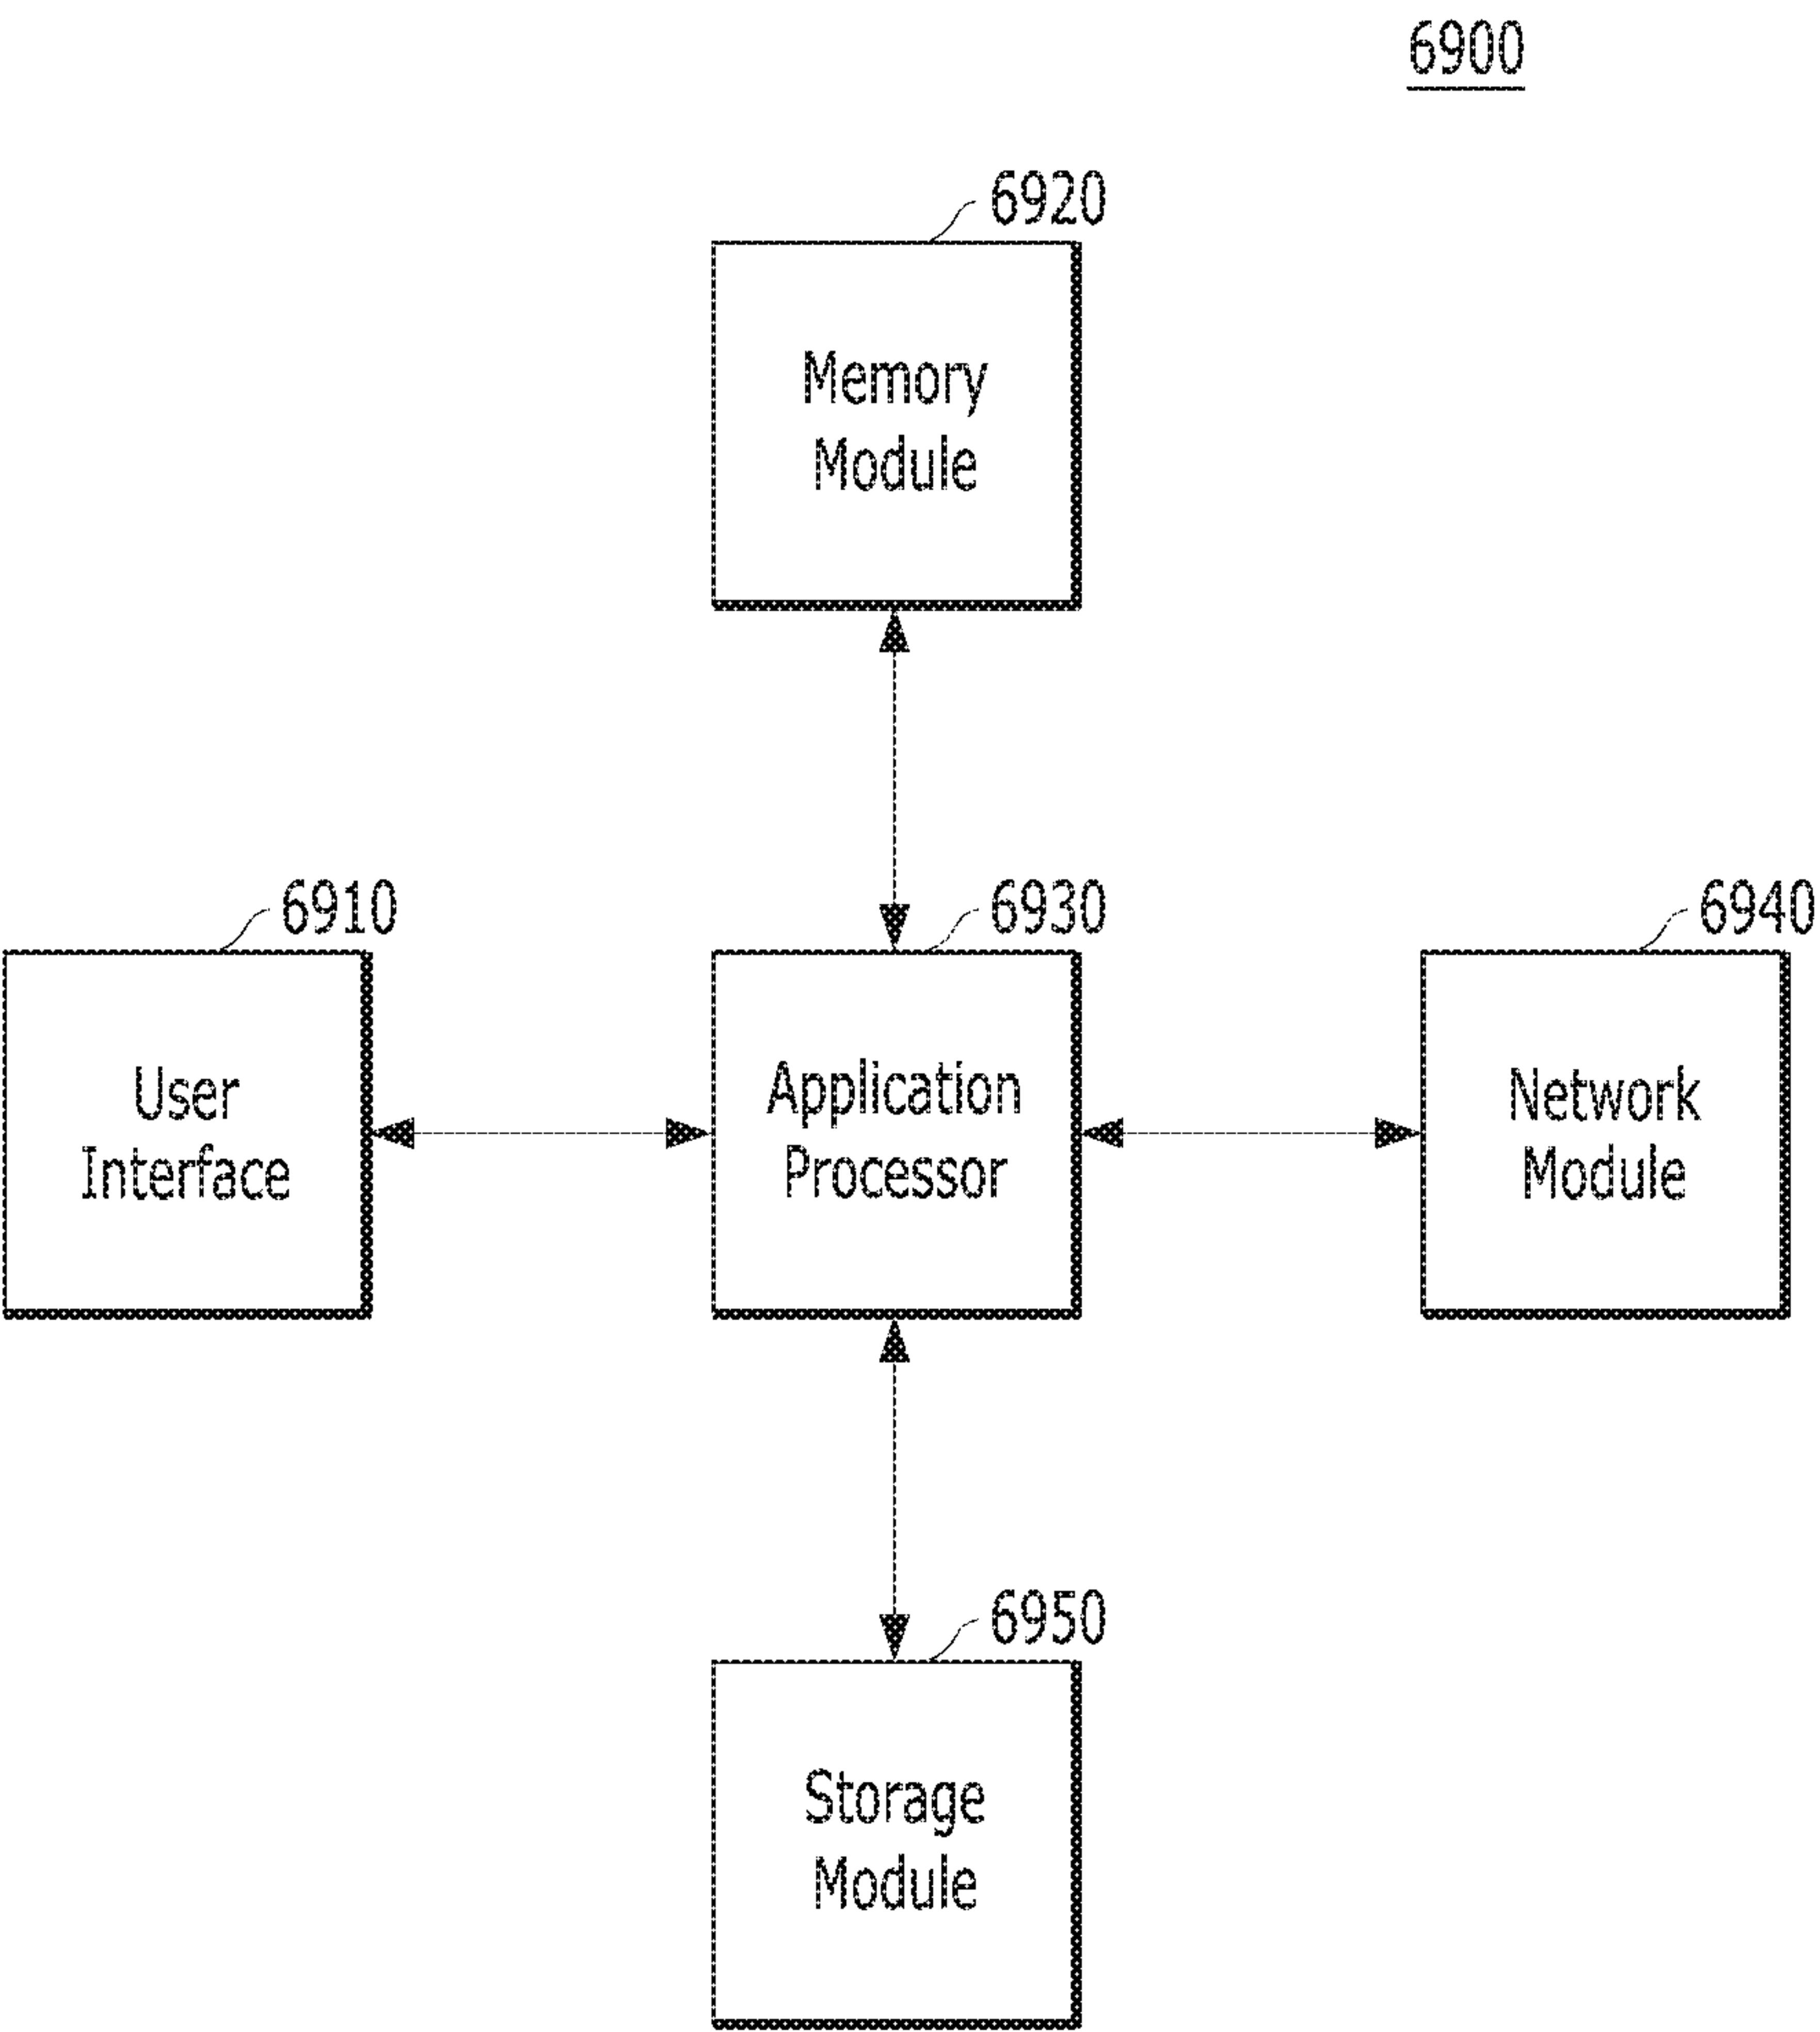 6900
6920
Memory
Module
6910
6930
6940
User
Interface
Application
Processor
Network
Module
6950
Storage
Module